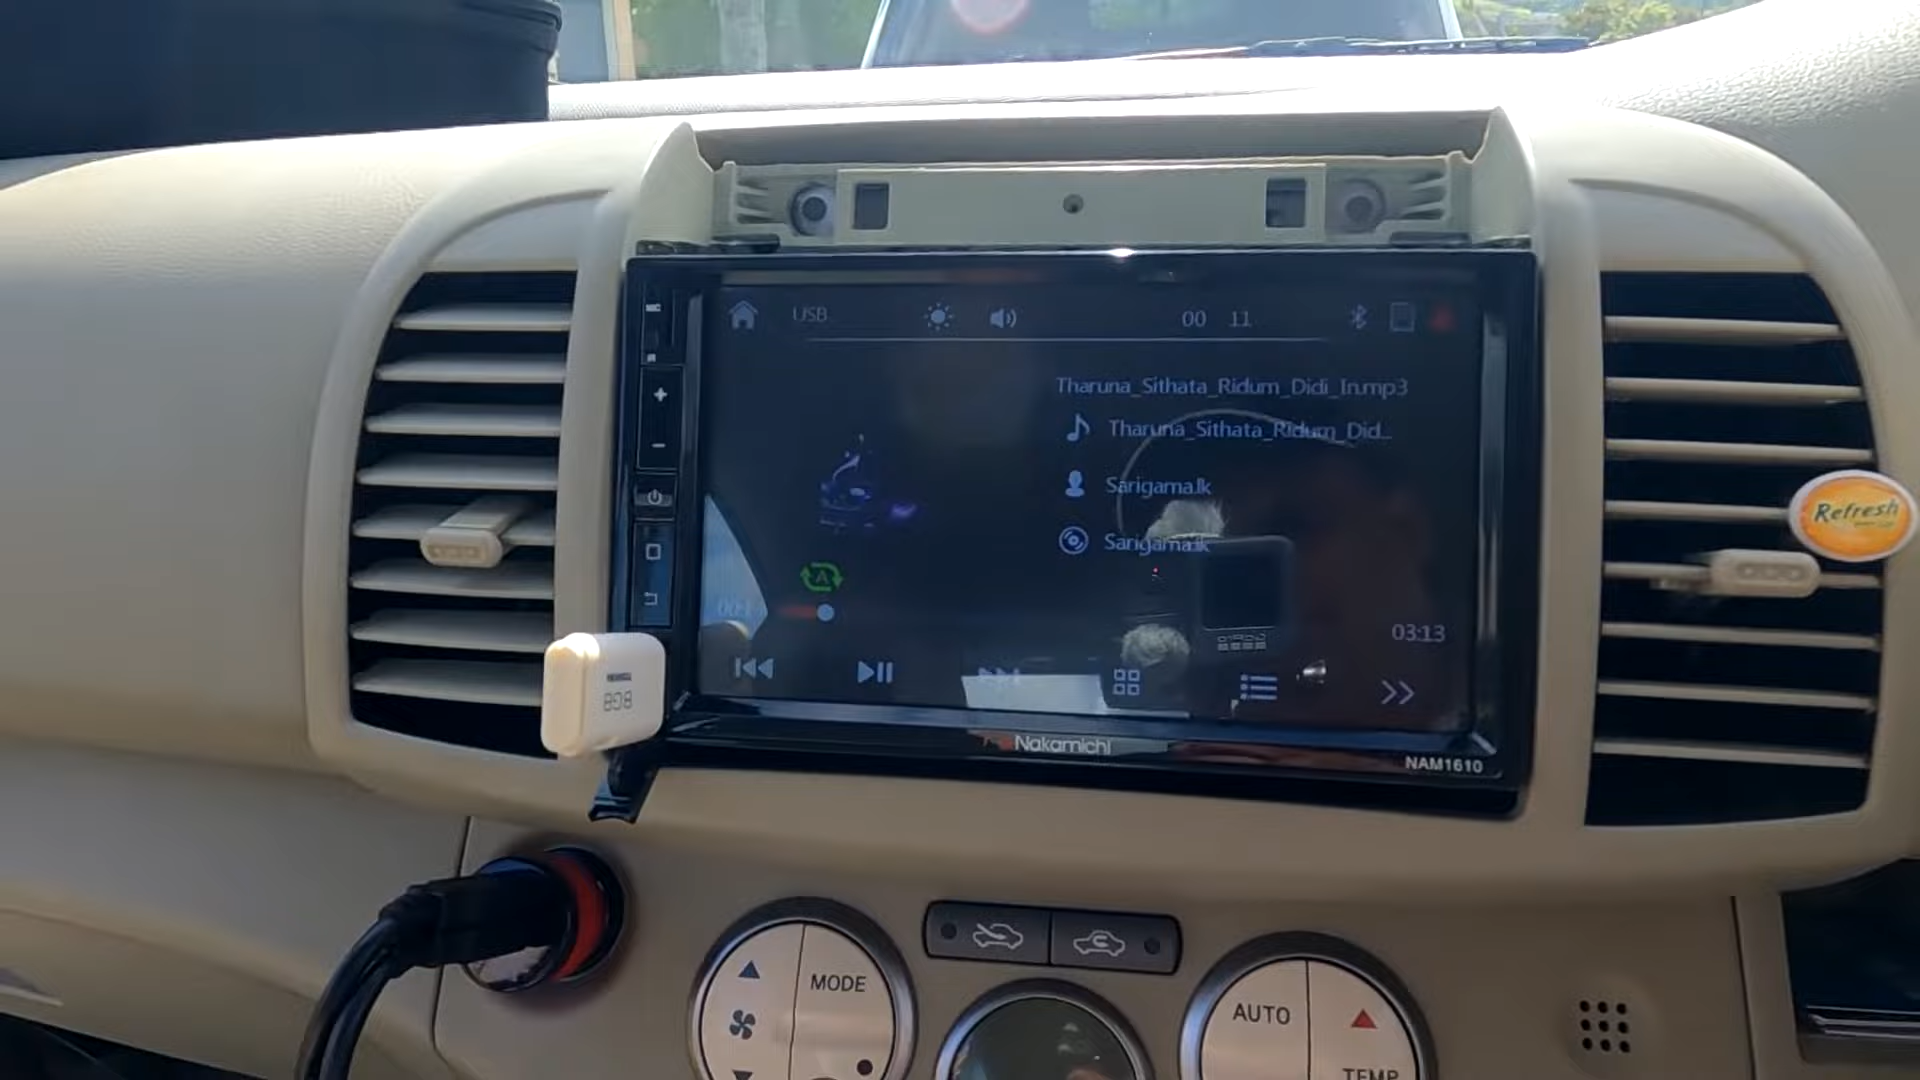 USB
00 11
Tharuna_Sithata_Ridum_Didi_In.mp3
Tharuna_Sithata_Ridum_Did...
Sarigama.lk
Sarigama.lk
A
03:13
Nakamichi
NAM1610
TOSHIBA
8GB
Refresh
MODE
AUTO
TEMP